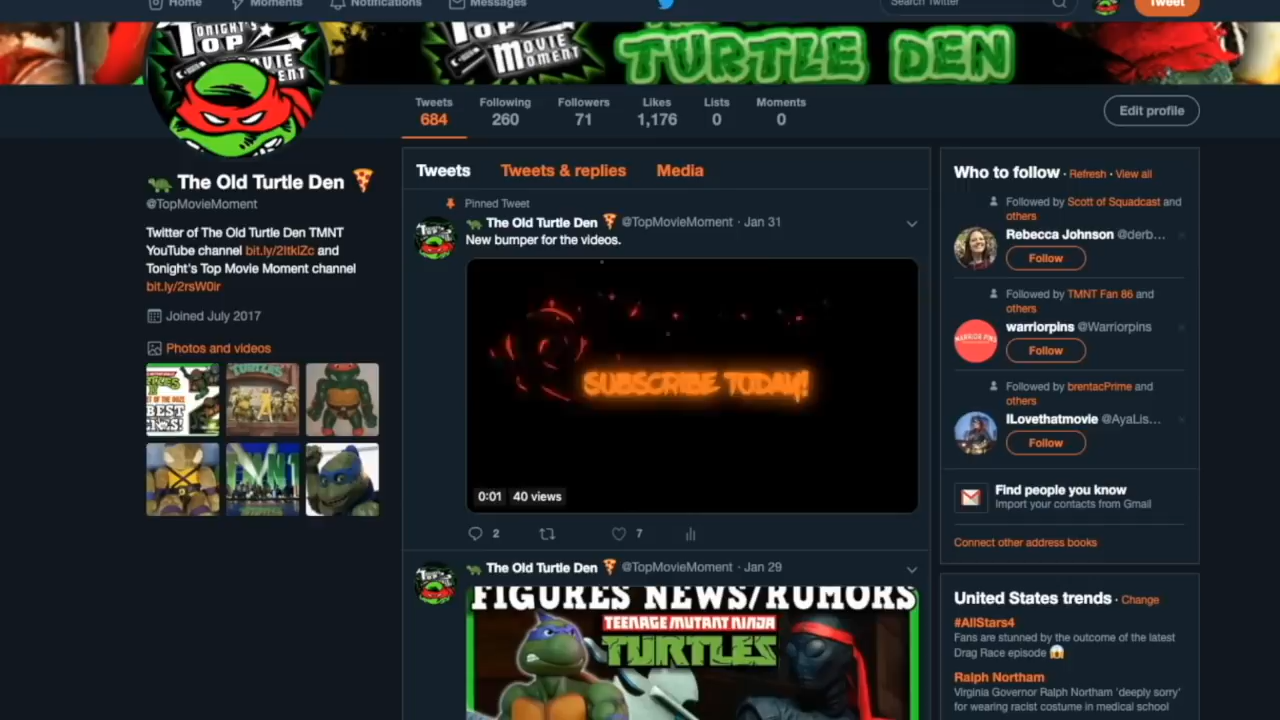 Home Moments Notifications Messages Search Twitter Tweet
TONIGHT'S TOP MOVIE MOMENT
TOP MOVIE MOMENT
TURTLE DEN
Tweets Following Followers Likes Lists Moments
684 260 71 1,176 0 0
Edit profile
🐢 The Old Turtle Den 🍕
@TopMovieMoment
Twitter of The Old Turtle Den TMNT
YouTube channel bit.ly/2ItklZc and
Tonight's Top Movie Moment channel
bit.ly/2rsW0ir
Joined July 2017
Photos and videos
Tweets Tweets & replies Media
Pinned Tweet
🐢 The Old Turtle Den 🍕 @TopMovieMoment · Jan 31
New bumper for the videos.
SUBSCRIBE TODAY!
0:01 40 views
2 7
🐢 The Old Turtle Den 🍕 @TopMovieMoment · Jan 29
FIGURES NEWS/RUMORS
TEENAGE MUTANT NINJA
TURTLES
Who to follow · Refresh · View all
Followed by Scott of Squadcast and
others
Rebecca Johnson @derb...
Follow
Followed by TMNT Fan 86 and
others
warriorpins @Warriorpins
WARRIOR PINS
Follow
Followed by brentacPrime and
others
ILovethatmovie @AyaLis...
Follow
Find people you know
Import your contacts from Gmail
Connect other address books
United States trends · Change
#AllStars4
Fans are stunned by the outcome of the latest
Drag Race episode 😱
Ralph Northam
Virginia Governor Ralph Northam 'deeply sorry'
for wearing racist costume in medical school